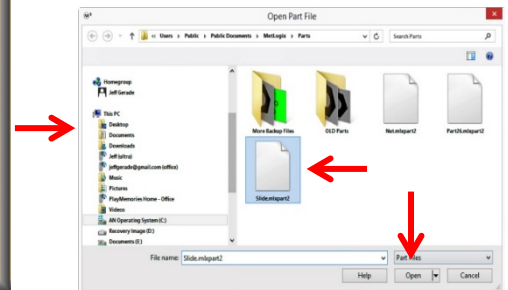 Open Part File
« Users › Public › Public Documents › MetLogix › Parts
Search Parts
Homegroup
Jeff Gerade
This PC
Desktop
Documents
Downloads
Jeff (ultra)
jeffgerade@gmail.com (office)
Music
Pictures
PlayMemories Home - Office
Videos
AN Operating System (C:)
Recovery Image (D:)
Documents (E:)
More Backup Files
OLD Parts
Net.mlxpart2
Part26.mlxpart2
Slide.mlxpart2
File name: Slide.mlxpart2
Part Files
Help Open Cancel